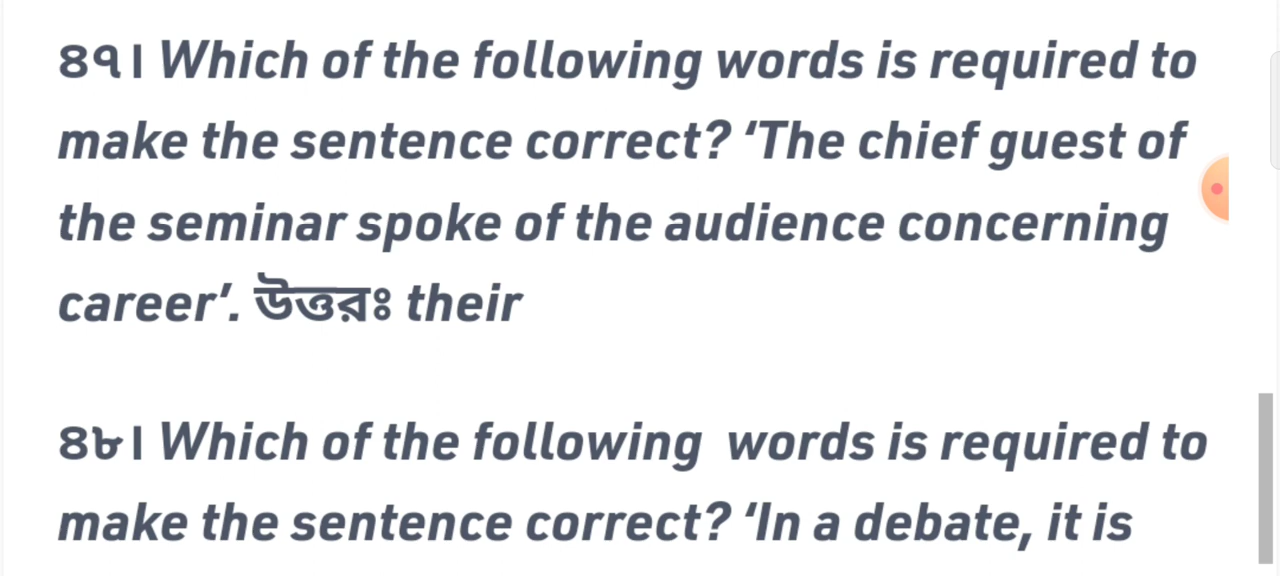 ৪৭। Which of the following words is required to
make the sentence correct? ‘The chief guest of
the seminar spoke of the audience concerning
career’. উত্তরঃ their
৪৮। Which of the following words is required to
make the sentence correct? ‘In a debate, it is